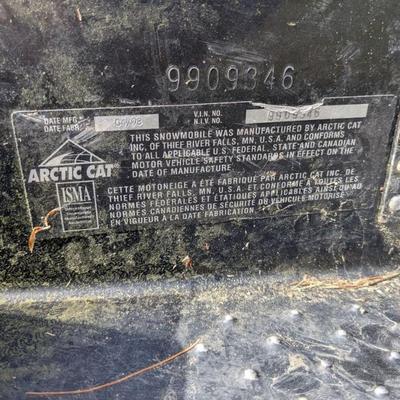 9909346
DATE MFG. 04/98 V.I.N. NO. 9909346
DATE FABR. N.I.V. NO.
THIS SNOWMOBILE WAS MANUFACTURED BY ARCTIC CAT
INC. OF THIEF RIVER FALLS, MN, U.S.A. AND CONFORMS
TO ALL APPLICABLE U.S. FEDERAL, STATE AND CANADIAN
MOTOR VEHICLE SAFETY STANDARDS IN EFFECT ON THE
DATE OF MANUFACTURE.
ARCTIC CAT
ISMA
CETTE MOTONEIGE A ÉTÉ FABRIQUE PAR ARCTIC CAT INC. DE
THIEF RIVER FALLS, MN, U.S.A. ET CONFORME A TOUTES LES
NORMES FEDERALES ET ETATIQUES APPLICABLES AINSI QU'AU
NORMES CANADIENNES DE SÉCURITÉ DU VÉHICULE MOTORISÉ
EN VIGUEUR A LA DATE FABRICATION.